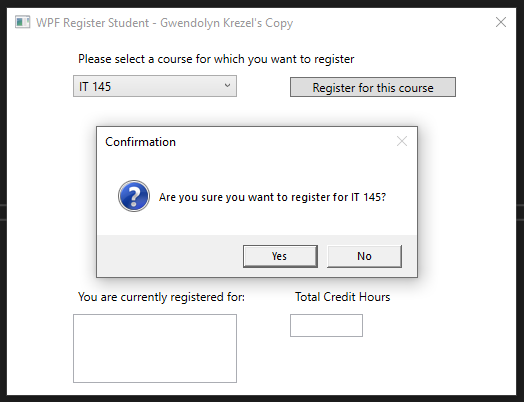 WPF Register Student - Gwendolyn Krezel's Copy
Please select a course for which you want to register
IT 145
Register for this course
Confirmation
Are you sure you want to register for IT 145?
Yes
No
You are currently registered for:
Total Credit Hours